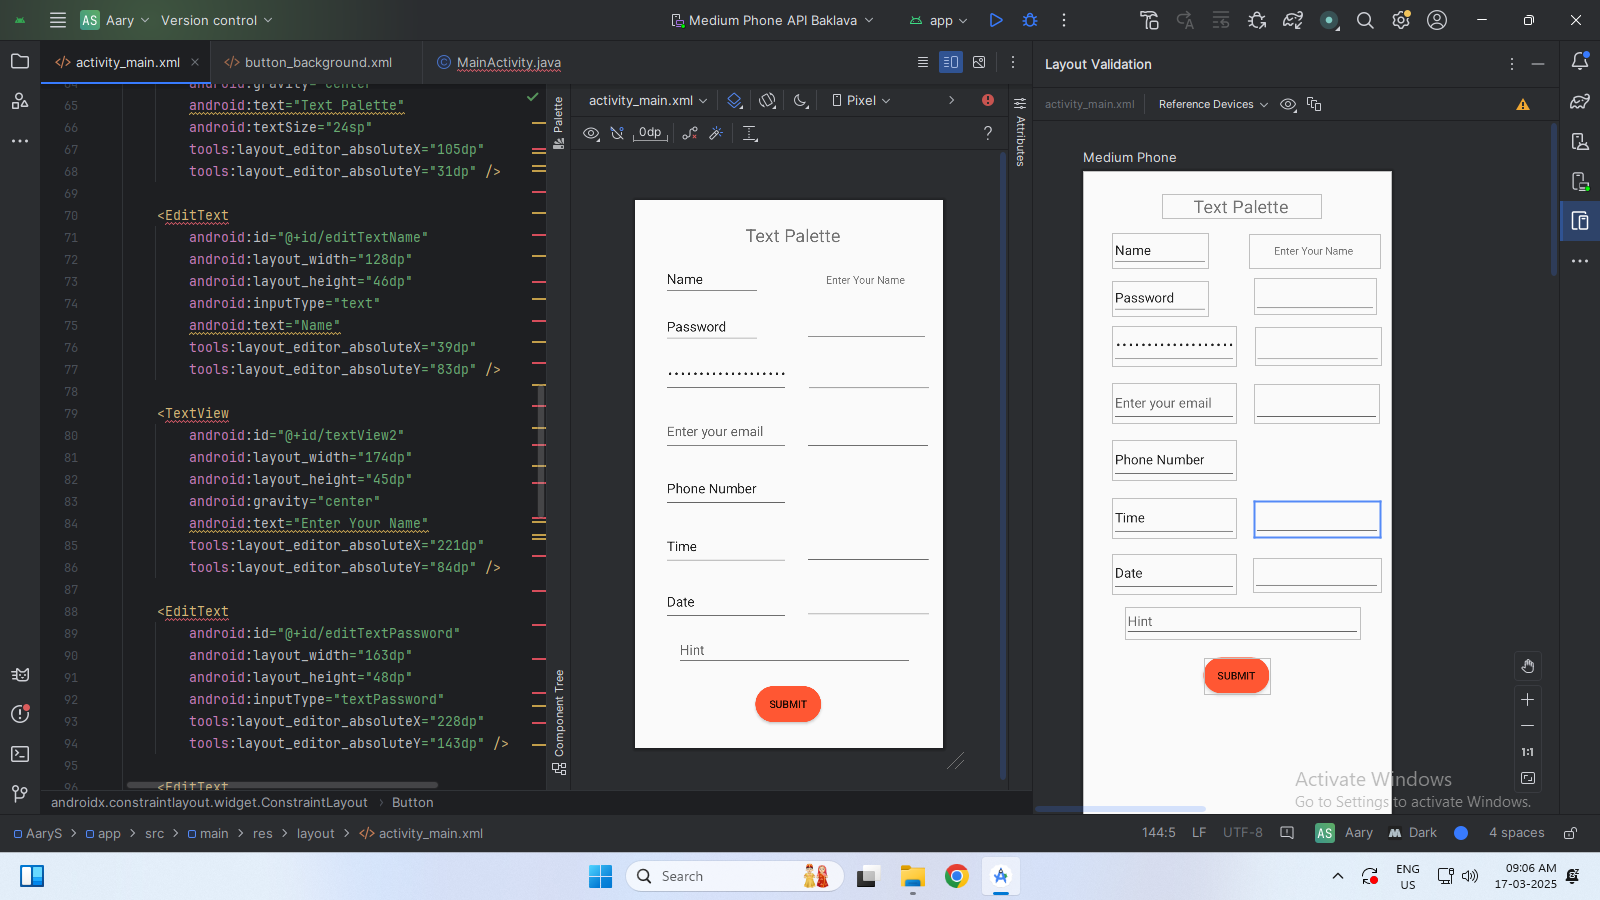 AS Aary Version control
Medium Phone API Baklava app
activity_main.xml button_background.xml MainActivity.java
Layout Validation
activity_main.xml Pixel
0dp ?
activity_main.xml Reference Devices
Palette
Attributes
Component Tree
64 android:gravity="center"
65 android:text="Text Palette"
66 android:textSize="24sp"
67 tools:layout_editor_absoluteX="105dp"
68 tools:layout_editor_absoluteY="31dp" />
69
70 <EditText
71 android:id="@+id/editTextName"
72 android:layout_width="128dp"
73 android:layout_height="46dp"
74 android:inputType="text"
75 android:text="Name"
76 tools:layout_editor_absoluteX="39dp"
77 tools:layout_editor_absoluteY="83dp" />
78
79 <TextView
80 android:id="@+id/textView2"
81 android:layout_width="174dp"
82 android:layout_height="45dp"
83 android:gravity="center"
84 android:text="Enter Your Name"
85 tools:layout_editor_absoluteX="221dp"
86 tools:layout_editor_absoluteY="84dp" />
87
88 <EditText
89 android:id="@+id/editTextPassword"
90 android:layout_width="163dp"
91 android:layout_height="48dp"
92 android:inputType="textPassword"
93 tools:layout_editor_absoluteX="228dp"
94 tools:layout_editor_absoluteY="143dp" />
95
96 <EditText
Text Palette
Name Enter Your Name
Password
Enter your email
Phone Number
Time
Date
Hint
SUBMIT
Medium Phone
Text Palette
Name Enter Your Name
Password
Enter your email
Phone Number
Time
Date
Hint
SUBMIT
1:1
Activate Windows
Go to Settings to activate Windows.
androidx.constraintlayout.widget.ConstraintLayout > Button
AaryS > app > src > main > res > layout > activity_main.xml
144:5 LF UTF-8 AS Aary Dark 4 spaces
Search
ENG
US
09:06 AM
17-03-2025